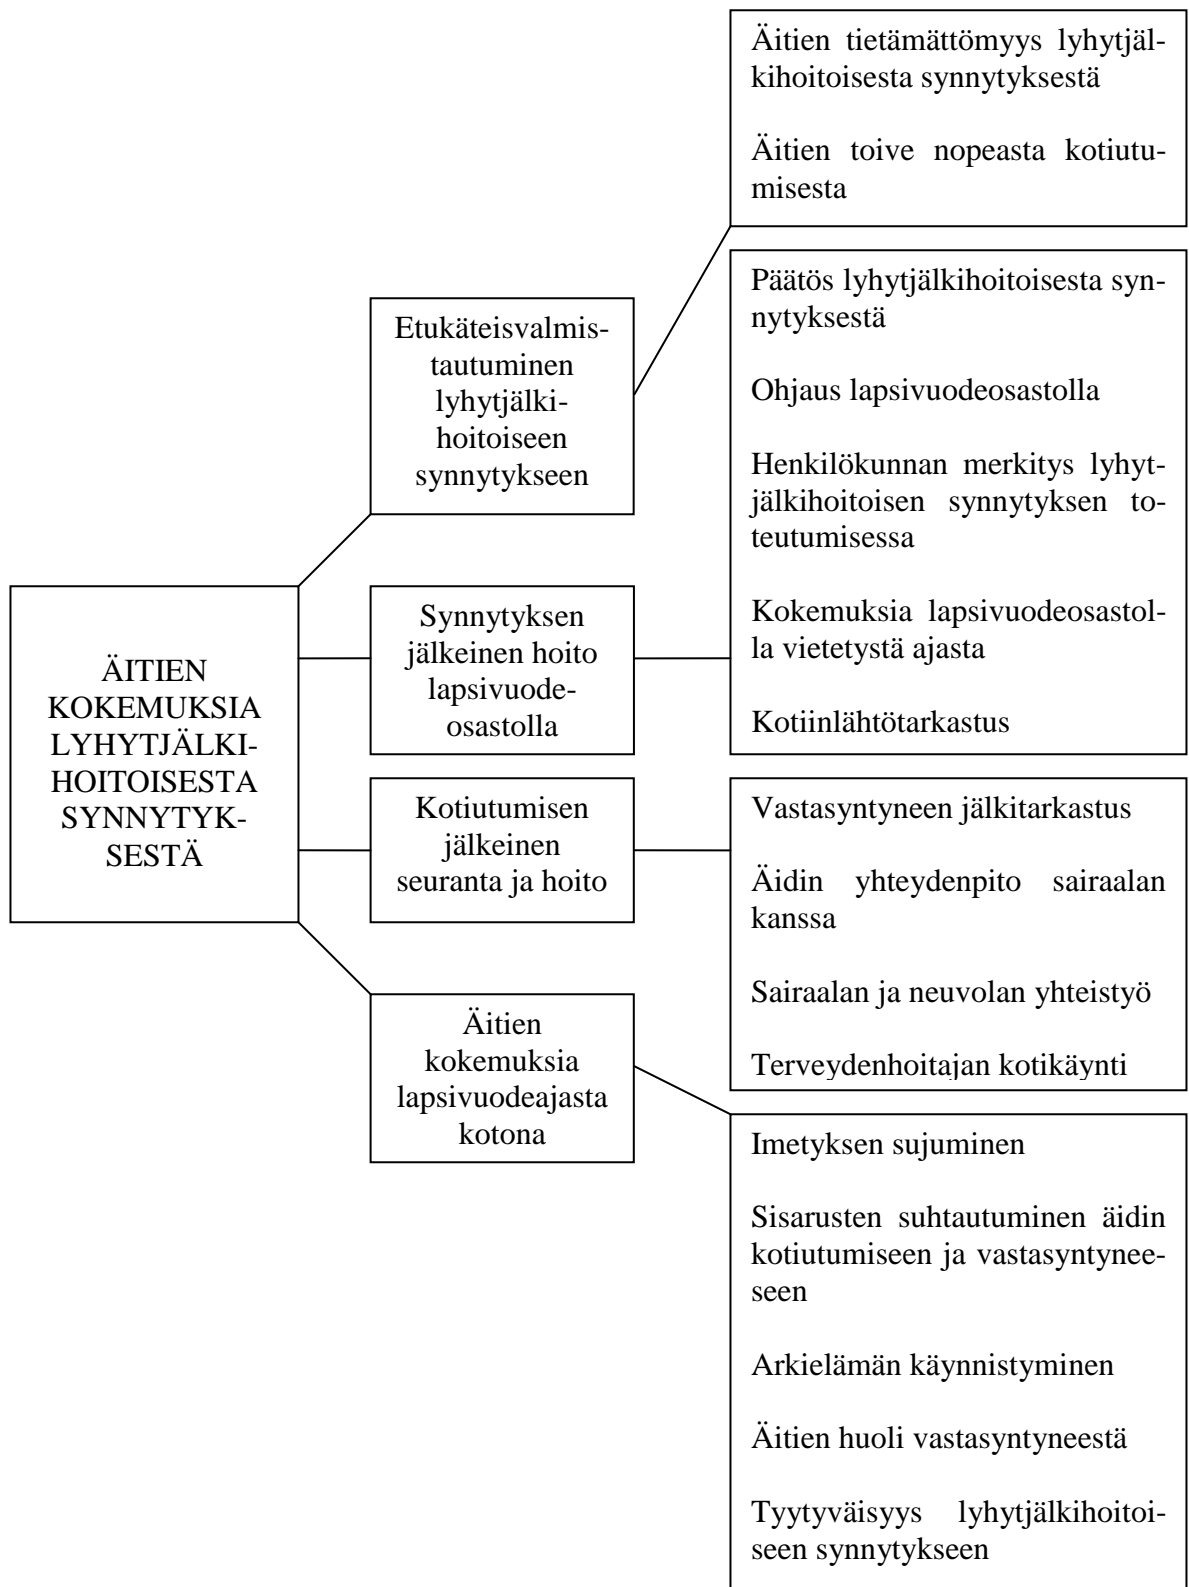 ÄITIEN
KOKEMUKSIA
LYHYTJÄLKI-
HOITOISESTA
SYNNYTYK-
SESTÄ
Etukäteisvalmis-
tautuminen
lyhytjälki-
hoitoiseen
synnytykseen
Äitien tietämättömyys lyhytjäl-
kihoitoisesta synnytyksestä
Äitien toive nopeasta kotiutu-
misesta
Synnytyksen
jälkeinen hoito
lapsivuode-
osastolla
Päätös lyhytjälkihoitoisesta syn-
nytyksestä
Ohjaus lapsivuodeosastolla
Henkilökunnan merkitys lyhyt-
jälkihoitoisen synnytyksen to-
teutumisessa
Kokemuksia lapsivuodeosastol-
la vietetystä ajasta
Kotiinlähtötarkastus
Kotiutumisen
jälkeinen
seuranta ja hoito
Vastasyntyneen jälkitarkastus
Äidin yhteydenpito sairaalan
kanssa
Sairaalan ja neuvolan yhteistyö
Terveydenhoitajan kotikäynti
Äitien
kokemuksia
lapsivuodeajasta
kotona
Imetyksen sujuminen
Sisarusten suhtautuminen äidin
kotiutumiseen ja vastasyntynee-
seen
Arkielämän käynnistyminen
Äitien huoli vastasyntyneestä
Tyytyväisyys lyhytjälkihoitoi-
seen synnytykseen